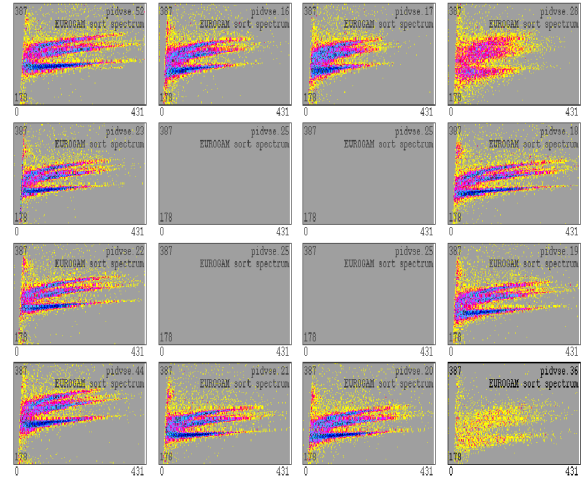 387 pidvse.52
EUROGAM sort spectrum
179
0 431
387 pidvse.16
EUROGAM sort spectrum
178
0 431
387 pidvse.17
EUROGAM sort spectrum
178
0 431
387 pidvse.28
EUROGAM sort spectrum
178
0 431
387 pidvse.23
EUROGAM sort spectrum
178
0 431
387 pidvse.25
EUROGAM sort spectrum
178
0 431
387 pidvse.25
EUROGAM sort spectrum
178
0 431
387 pidvse.18
EUROGAM sort spectrum
178
0 431
387 pidvse.22
EUROGAM sort spectrum
178
0 431
387 pidvse.25
EUROGAM sort spectrum
178
0 431
387 pidvse.25
EUROGAM sort spectrum
178
0 431
387 pidvse.19
EUROGAM sort spectrum
178
0 431
387 pidvse.44
EUROGAM sort spectrum
178
0 431
387 pidvse.21
EUROGAM sort spectrum
178
0 431
387 pidvse.20
EUROGAM sort spectrum
178
0 431
387 pidvse.36
EUROGAM sort spectrum
178
0 431